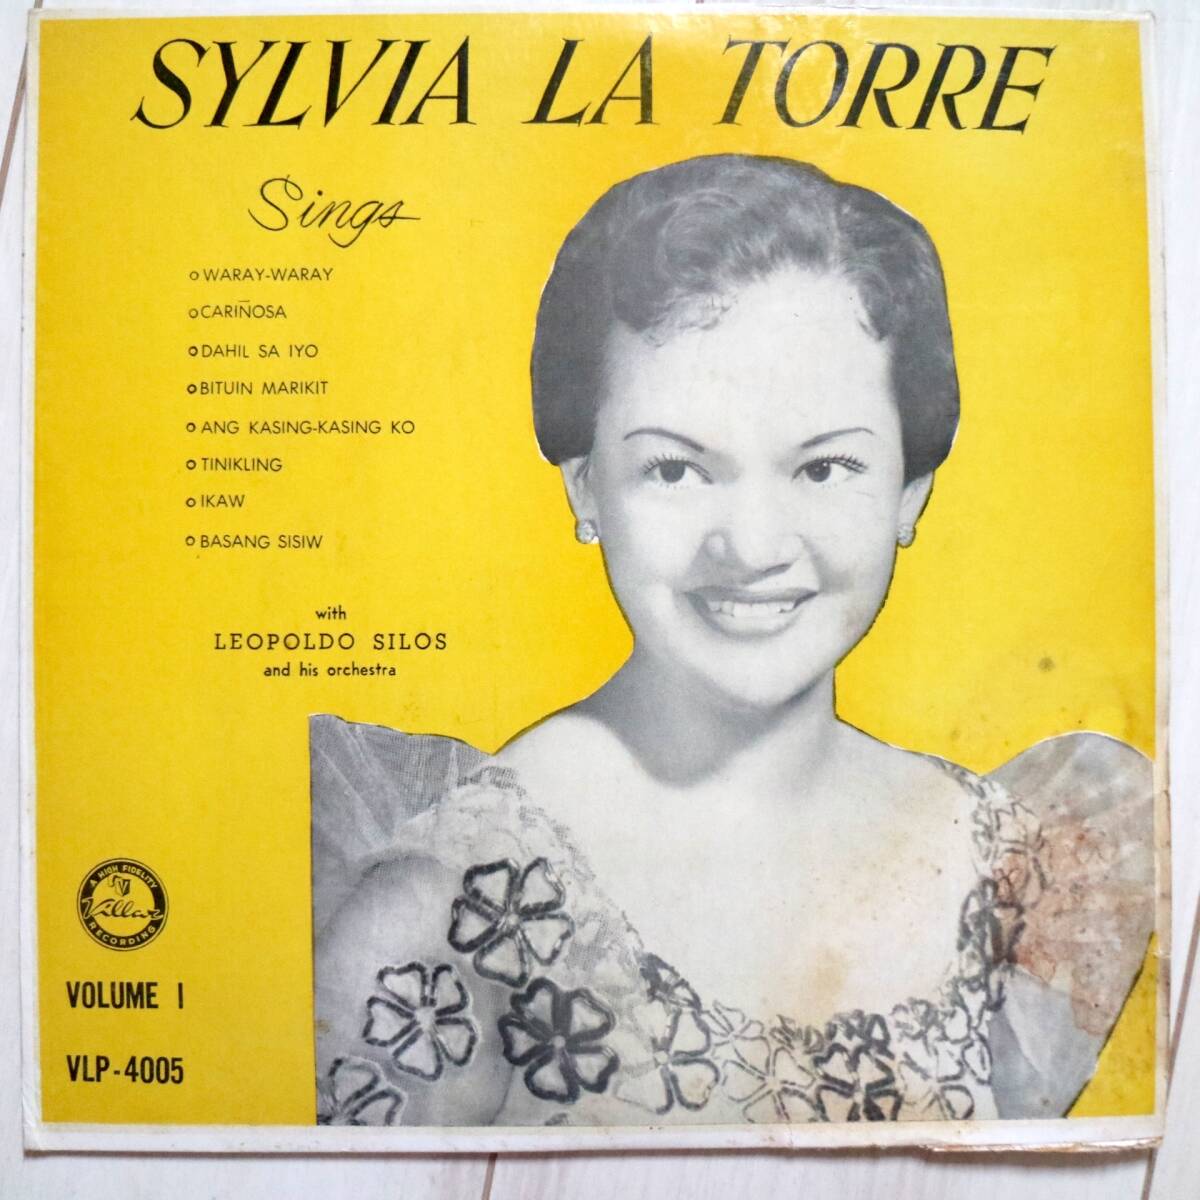 SYLVIA LA TORRE
Sings
WARAY-WARAY
CARIÑOSA
DAHIL SA IYO
BITUIN MARIKIT
ANG KASING-KASING KO
TINIKLING
IKAW
BASANG SISIW
with
LEOPOLDO SILOS
and his orchestra
A HIGH FIDELITY
V
Villar
RECORDING
VOLUME I
VLP-4005